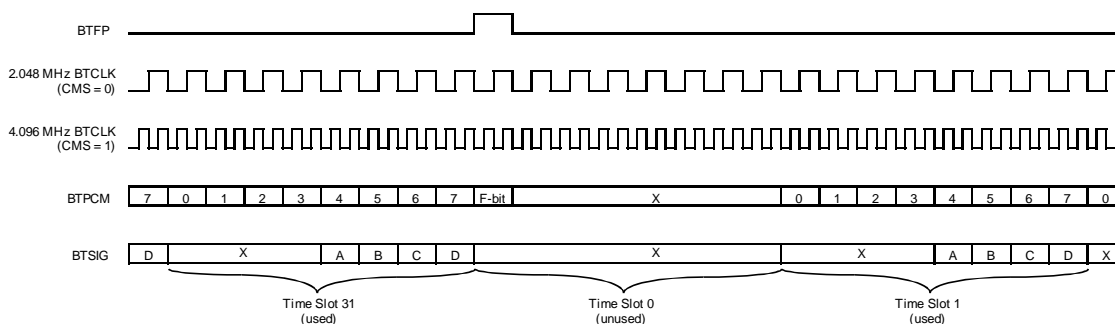 BTFP
2.048 MHz BTCLK
(CMS = 0)
4.096 MHz BTCLK
(CMS = 1)
BTPCM 7 0 1 2 3 4 5 6 7 F-bit X 0 1 2 3 4 5 6 7 0
BTSIG D X A B C D X X A B C D X
Time Slot 31 Time Slot 0 Time Slot 1
(used) (unused) (used)